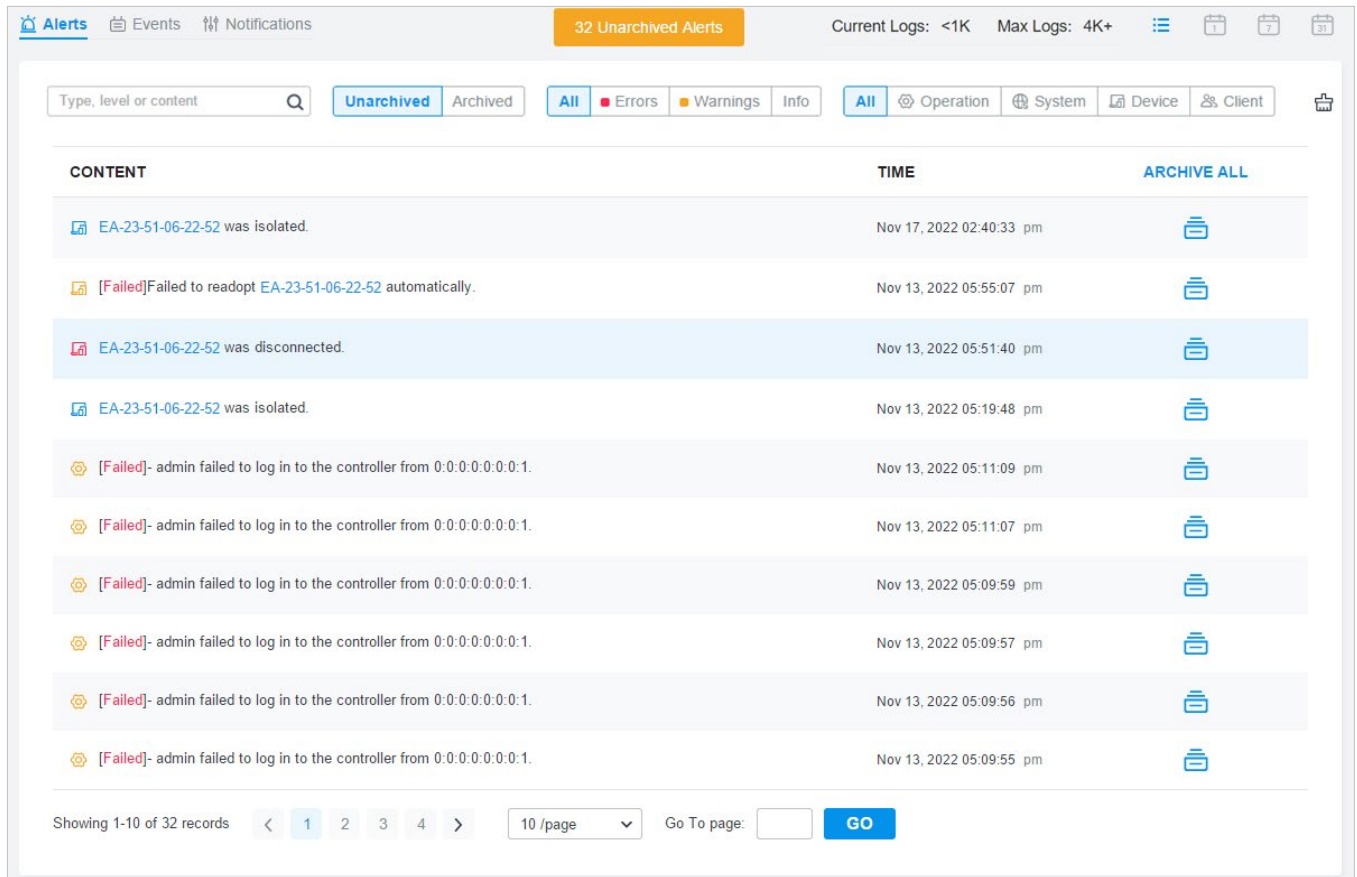 Alerts Events Notifications 32 Unarchived Alerts Current Logs: <1K Max Logs: 4K+ 1 7 31
Type, level or content Unarchived Archived All Errors Warnings Info All Operation System Device Client
CONTENT TIME ARCHIVE ALL
EA-23-51-06-22-52 was isolated. Nov 17, 2022 02:40:33 pm
[Failed]Failed to readopt EA-23-51-06-22-52 automatically. Nov 13, 2022 05:55:07 pm
EA-23-51-06-22-52 was disconnected. Nov 13, 2022 05:51:40 pm
EA-23-51-06-22-52 was isolated. Nov 13, 2022 05:19:48 pm
[Failed]- admin failed to log in to the controller from 0:0:0:0:0:0:0:1. Nov 13, 2022 05:11:09 pm
[Failed]- admin failed to log in to the controller from 0:0:0:0:0:0:0:1. Nov 13, 2022 05:11:07 pm
[Failed]- admin failed to log in to the controller from 0:0:0:0:0:0:0:1. Nov 13, 2022 05:09:59 pm
[Failed]- admin failed to log in to the controller from 0:0:0:0:0:0:0:1. Nov 13, 2022 05:09:57 pm
[Failed]- admin failed to log in to the controller from 0:0:0:0:0:0:0:1. Nov 13, 2022 05:09:56 pm
[Failed]- admin failed to log in to the controller from 0:0:0:0:0:0:0:1. Nov 13, 2022 05:09:55 pm
Showing 1-10 of 32 records < 1 2 3 4 > 10 /page Go To page: GO